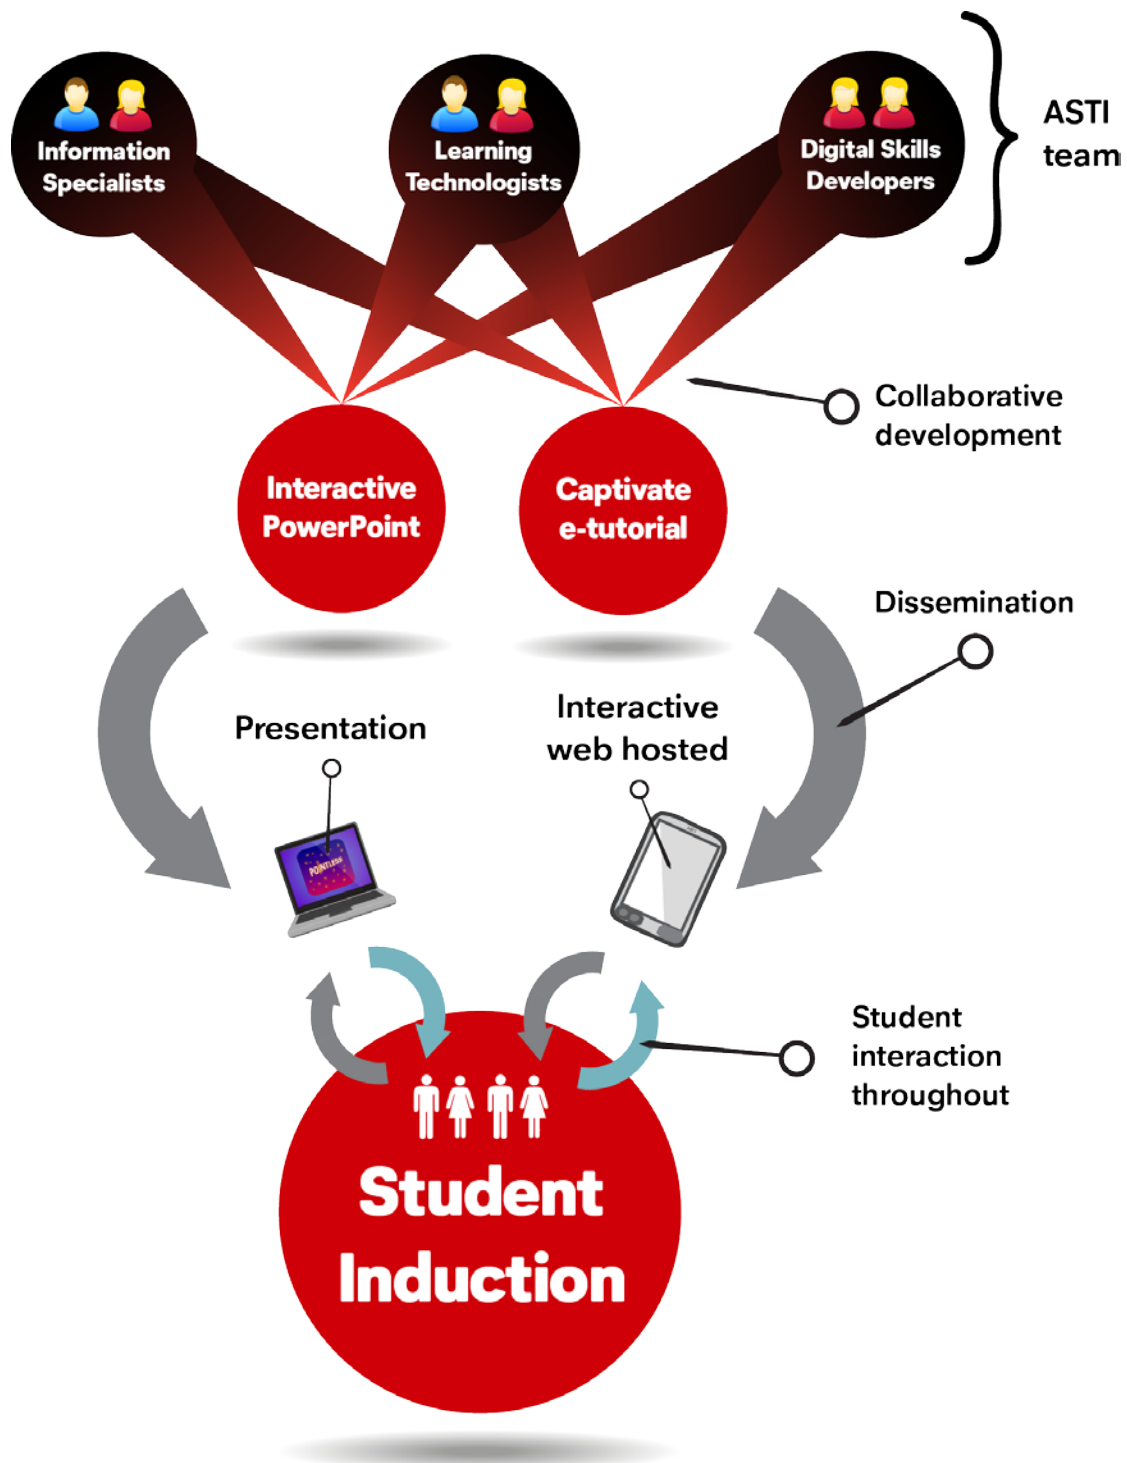 Information
Specialists
Learning
Technologists
Digital Skills
Developers
ASTI
team
Collaborative
development
Interactive
PowerPoint
Captivate
e-tutorial
Dissemination
Presentation
Interactive
web hosted
POINTLESS
Student
interaction
throughout
Student
Induction